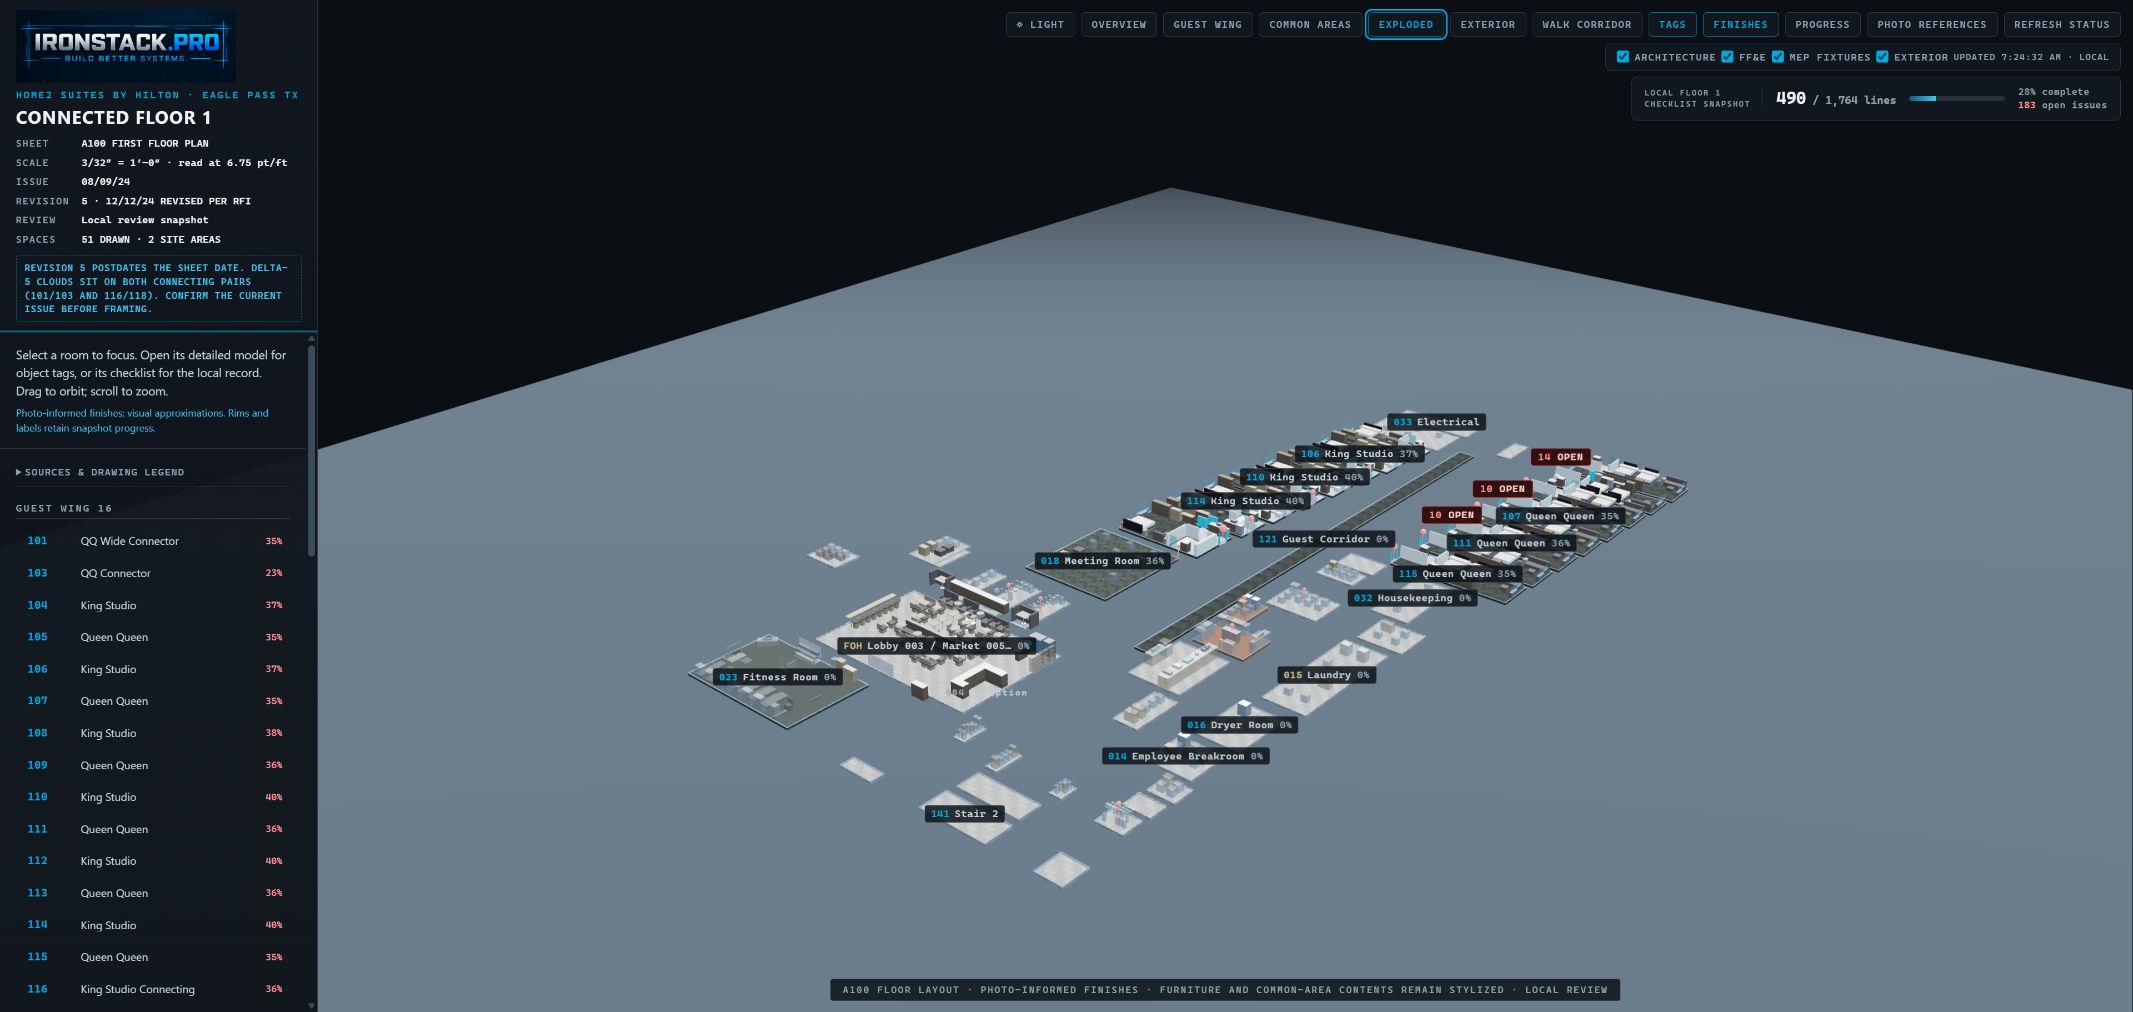 IRONSTACK.PRO
BUILD BETTER SYSTEMS.
HOME2 SUITES BY HILTON · EAGLE PASS TX
CONNECTED FLOOR 1
SHEET A100 FIRST FLOOR PLAN
SCALE 3/32" = 1'-0" · read at 6.75 pt/ft
ISSUE 08/09/24
REVISION 5 · 12/12/24 REVISED PER RFI
REVIEW Local review snapshot
SPACES 51 DRAWN · 2 SITE AREAS
REVISION 5 POSTDATES THE SHEET DATE. DELTA-
5 CLOUDS SIT ON BOTH CONNECTING PAIRS
(101/103 AND 116/118). CONFIRM THE CURRENT
ISSUE BEFORE FRAMING.
Select a room to focus. Open its detailed model for
object tags, or its checklist for the local record.
Drag to orbit; scroll to zoom.
Photo-informed finishes; visual approximations. Rims and
labels retain snapshot progress.
SOURCES & DRAWING LEGEND
GUEST WING 16
101 QQ Wide Connector 35%
103 QQ Connector 23%
104 King Studio 37%
105 Queen Queen 35%
106 King Studio 37%
107 Queen Queen 35%
108 King Studio 38%
109 Queen Queen 36%
110 King Studio 40%
111 Queen Queen 36%
112 King Studio 40%
113 Queen Queen 36%
114 King Studio 40%
115 Queen Queen 35%
116 King Studio Connecting 36%
LIGHT OVERVIEW GUEST WING COMMON AREAS EXPLODED EXTERIOR WALK CORRIDOR TAGS FINISHES PROGRESS PHOTO REFERENCES REFRESH STATUS
ARCHITECTURE FF&E MEP FIXTURES EXTERIOR UPDATED 7:24:32 AM · LOCAL
LOCAL FLOOR 1
CHECKLIST SNAPSHOT
490 / 1,764 lines
28% complete
183 open issues
033 Electrical
106 King Studio 37%
14 OPEN
110 King Studio 40%
10 OPEN
114 King Studio 40%
10 OPEN
107 Queen Queen 35%
121 Guest Corridor 0%
111 Queen Queen 36%
018 Meeting Room 36%
115 Queen Queen 35%
032 Housekeeping 0%
FOH Lobby 003 / Market 005… 0%
023 Fitness Room 0%
015 Laundry 0%
016 Dryer Room 0%
014 Employee Breakroom 0%
141 Stair 2
A100 FLOOR LAYOUT · PHOTO-INFORMED FINISHES · FURNITURE AND COMMON-AREA CONTENTS REMAIN STYLIZED · LOCAL REVIEW